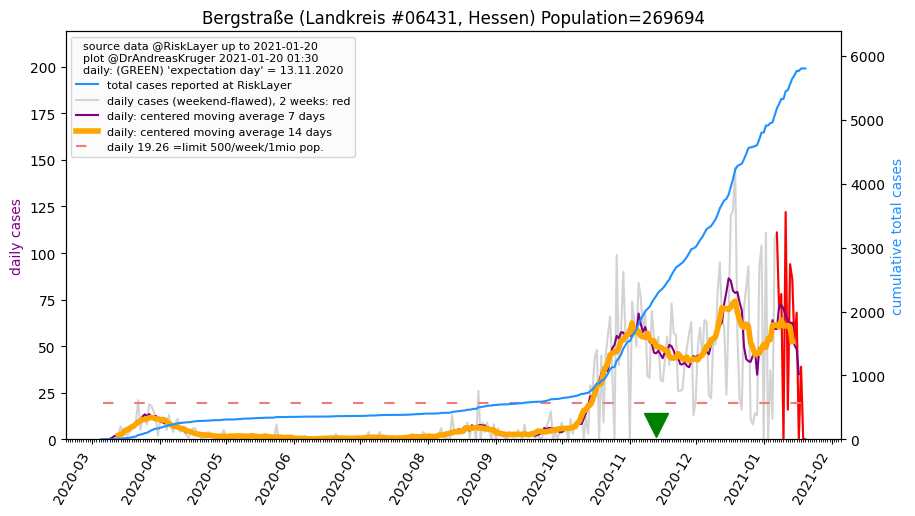 Bergstraße (Landkreis #06431, Hessen) Population=269694
source data @RiskLayer up to 2021-01-20
plot @DrAndreasKruger 2021-01-20 01:30
daily: (GREEN) 'expectation day' = 13.11.2020
total cases reported at RiskLayer
daily cases (weekend-flawed), 2 weeks: red
daily: centered moving average 7 days
daily: centered moving average 14 days
daily 19.26 =limit 500/week/1mio pop.
daily cases
200
175
150
125
100
75
50
25
0
cumulative total cases
6000
5000
4000
3000
2000
1000
0
2020-03
2020-04
2020-05
2020-06
2020-07
2020-08
2020-09
2020-10
2020-11
2020-12
2021-01
2021-02